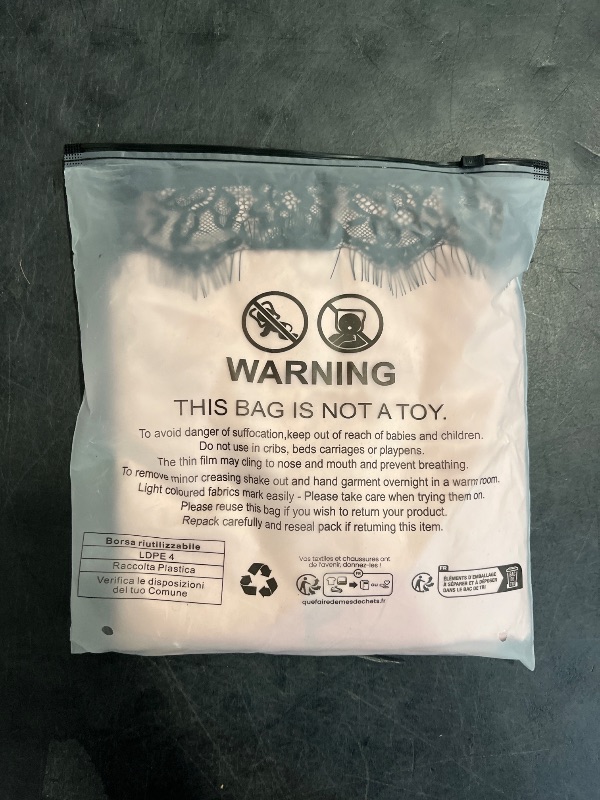 WARNING
THIS BAG IS NOT A TOY.
To avoid danger of suffocation,keep out of reach of babies and children.
Do not use in cribs, beds carriages or playpens.
The thin film may cling to nose and mouth and prevent breathing.
To remove minor creasing shake out and hand garment overnight in a warm room.
Light coloured fabrics mark easily - Please take care when trying them on.
Please reuse this bag if you wish to return your product.
Repack carefully and reseal pack if returning this item.
Borsa riutilizzabile
LDPE 4
Raccolta Plastica
Verifica le disposizioni
del tuo Comune
Vos textiles et chaussures ont
de l'avenir, donnez-les !
FR
ou
quefairedemesdechets.fr
FR
ÉLÉMENTS D'EMBALLAGE
À SÉPARER ET À DÉPOSER
DANS LE BAC DE TRI
BAC DE TRI